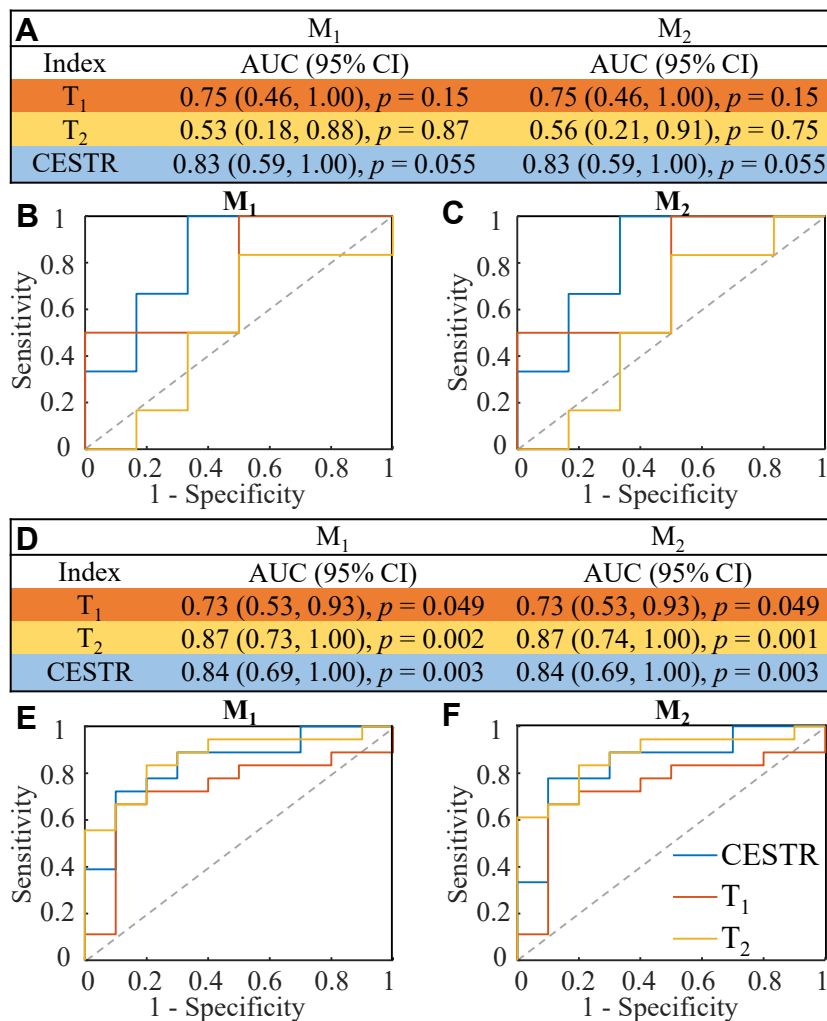 A M₁ M₂
Index AUC (95% CI) AUC (95% CI)
T₁ 0.75 (0.46, 1.00), p = 0.15 0.75 (0.46, 1.00), p = 0.15
T₂ 0.53 (0.18, 0.88), p = 0.87 0.56 (0.21, 0.91), p = 0.75
CESTR 0.83 (0.59, 1.00), p = 0.055 0.83 (0.59, 1.00), p = 0.055
B M₁
1
0.8
0.6
0.4
0.2
0
Sensitivity
0 0.2 0.4 0.6 0.8 1
1 - Specificity
C M₂
1
0.8
0.6
0.4
0.2
0
Sensitivity
0 0.2 0.4 0.6 0.8 1
1 - Specificity
D M₁ M₂
Index AUC (95% CI) AUC (95% CI)
T₁ 0.73 (0.53, 0.93), p = 0.049 0.73 (0.53, 0.93), p = 0.049
T₂ 0.87 (0.73, 1.00), p = 0.002 0.87 (0.74, 1.00), p = 0.001
CESTR 0.84 (0.69, 1.00), p = 0.003 0.84 (0.69, 1.00), p = 0.003
E M₁
1
0.8
0.6
0.4
0.2
0
Sensitivity
0 0.2 0.4 0.6 0.8 1
1 - Specificity
F M₂
1
0.8
0.6
0.4
0.2
0
Sensitivity
CESTR
T₁
T₂
0 0.2 0.4 0.6 0.8 1
1 - Specificity